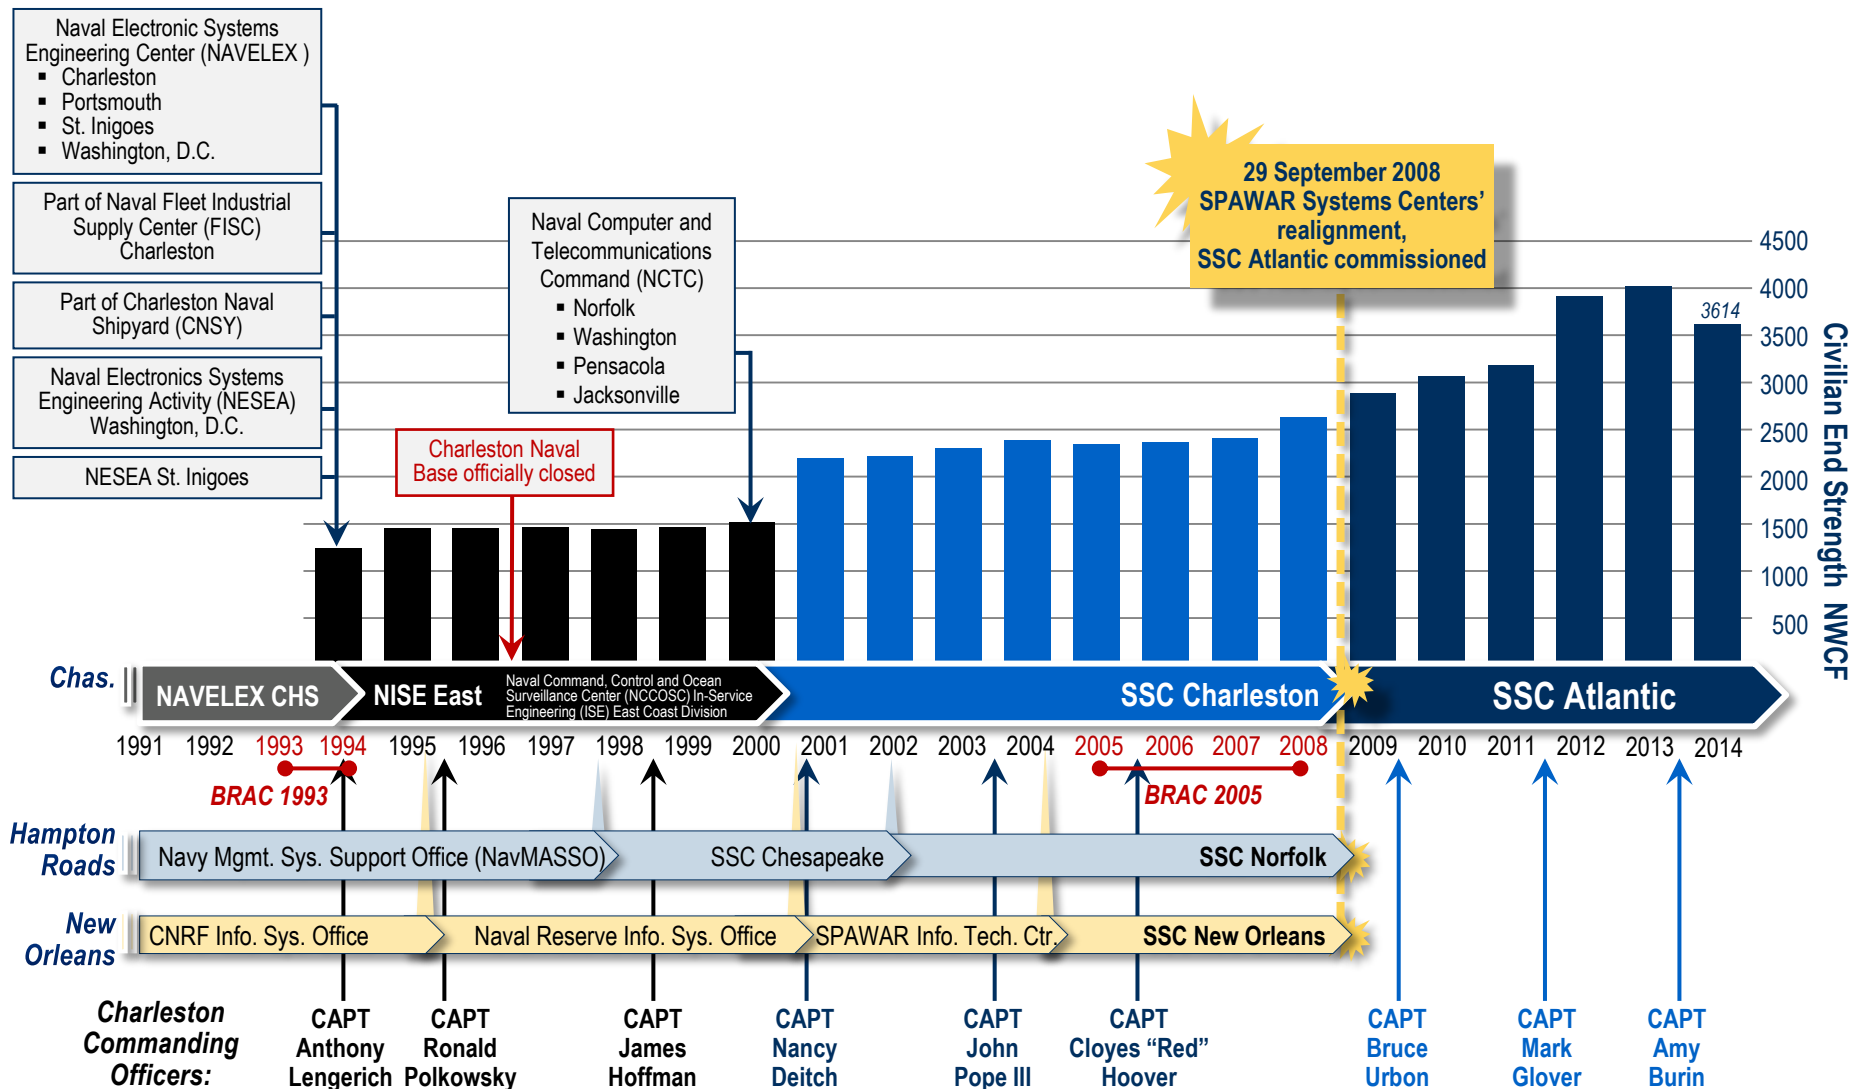 Naval Electronic Systems
Engineering Center (NAVELEX )
▪ Charleston
▪ Portsmouth
▪ St. Inigoes
▪ Washington, D.C.
Part of Naval Fleet Industrial
Supply Center (FISC)
Charleston
Part of Charleston Naval
Shipyard (CNSY)
Naval Electronics Systems
Engineering Activity (NESEA)
Washington, D.C.
NESEA St. Inigoes
Charleston Naval
Base officially closed
Naval Computer and
Telecommunications
Command (NCTC)
▪ Norfolk
▪ Washington
▪ Pensacola
▪ Jacksonville
29 September 2008
SPAWAR Systems Centers’
realignment,
SSC Atlantic commissioned
3614
4500
4000
3500
3000
2500
2000
1500
1000
500
Civilian End Strength NWCF
Chas.
NAVELEX CHS
NISE East
Naval Command, Control and Ocean
Surveillance Center (NCCOSC) In-Service
Engineering (ISE) East Coast Division
SSC Charleston
SSC Atlantic
1991 1992 1993 1994 1995 1996 1997 1998 1999 2000 2001 2002 2003 2004 2005 2006 2007 2008 2009 2010 2011 2012 2013 2014
BRAC 1993
BRAC 2005
Hampton
Roads
Navy Mgmt. Sys. Support Office (NavMASSO)
SSC Chesapeake
SSC Norfolk
New
Orleans
CNRF Info. Sys. Office
Naval Reserve Info. Sys. Office
SPAWAR Info. Tech. Ctr.
SSC New Orleans
Charleston
Commanding
Officers:
CAPT
Anthony
Lengerich
CAPT
Ronald
Polkowsky
CAPT
James
Hoffman
CAPT
Nancy
Deitch
CAPT
John
Pope III
CAPT
Cloyes “Red”
Hoover
CAPT
Bruce
Urbon
CAPT
Mark
Glover
CAPT
Amy
Burin